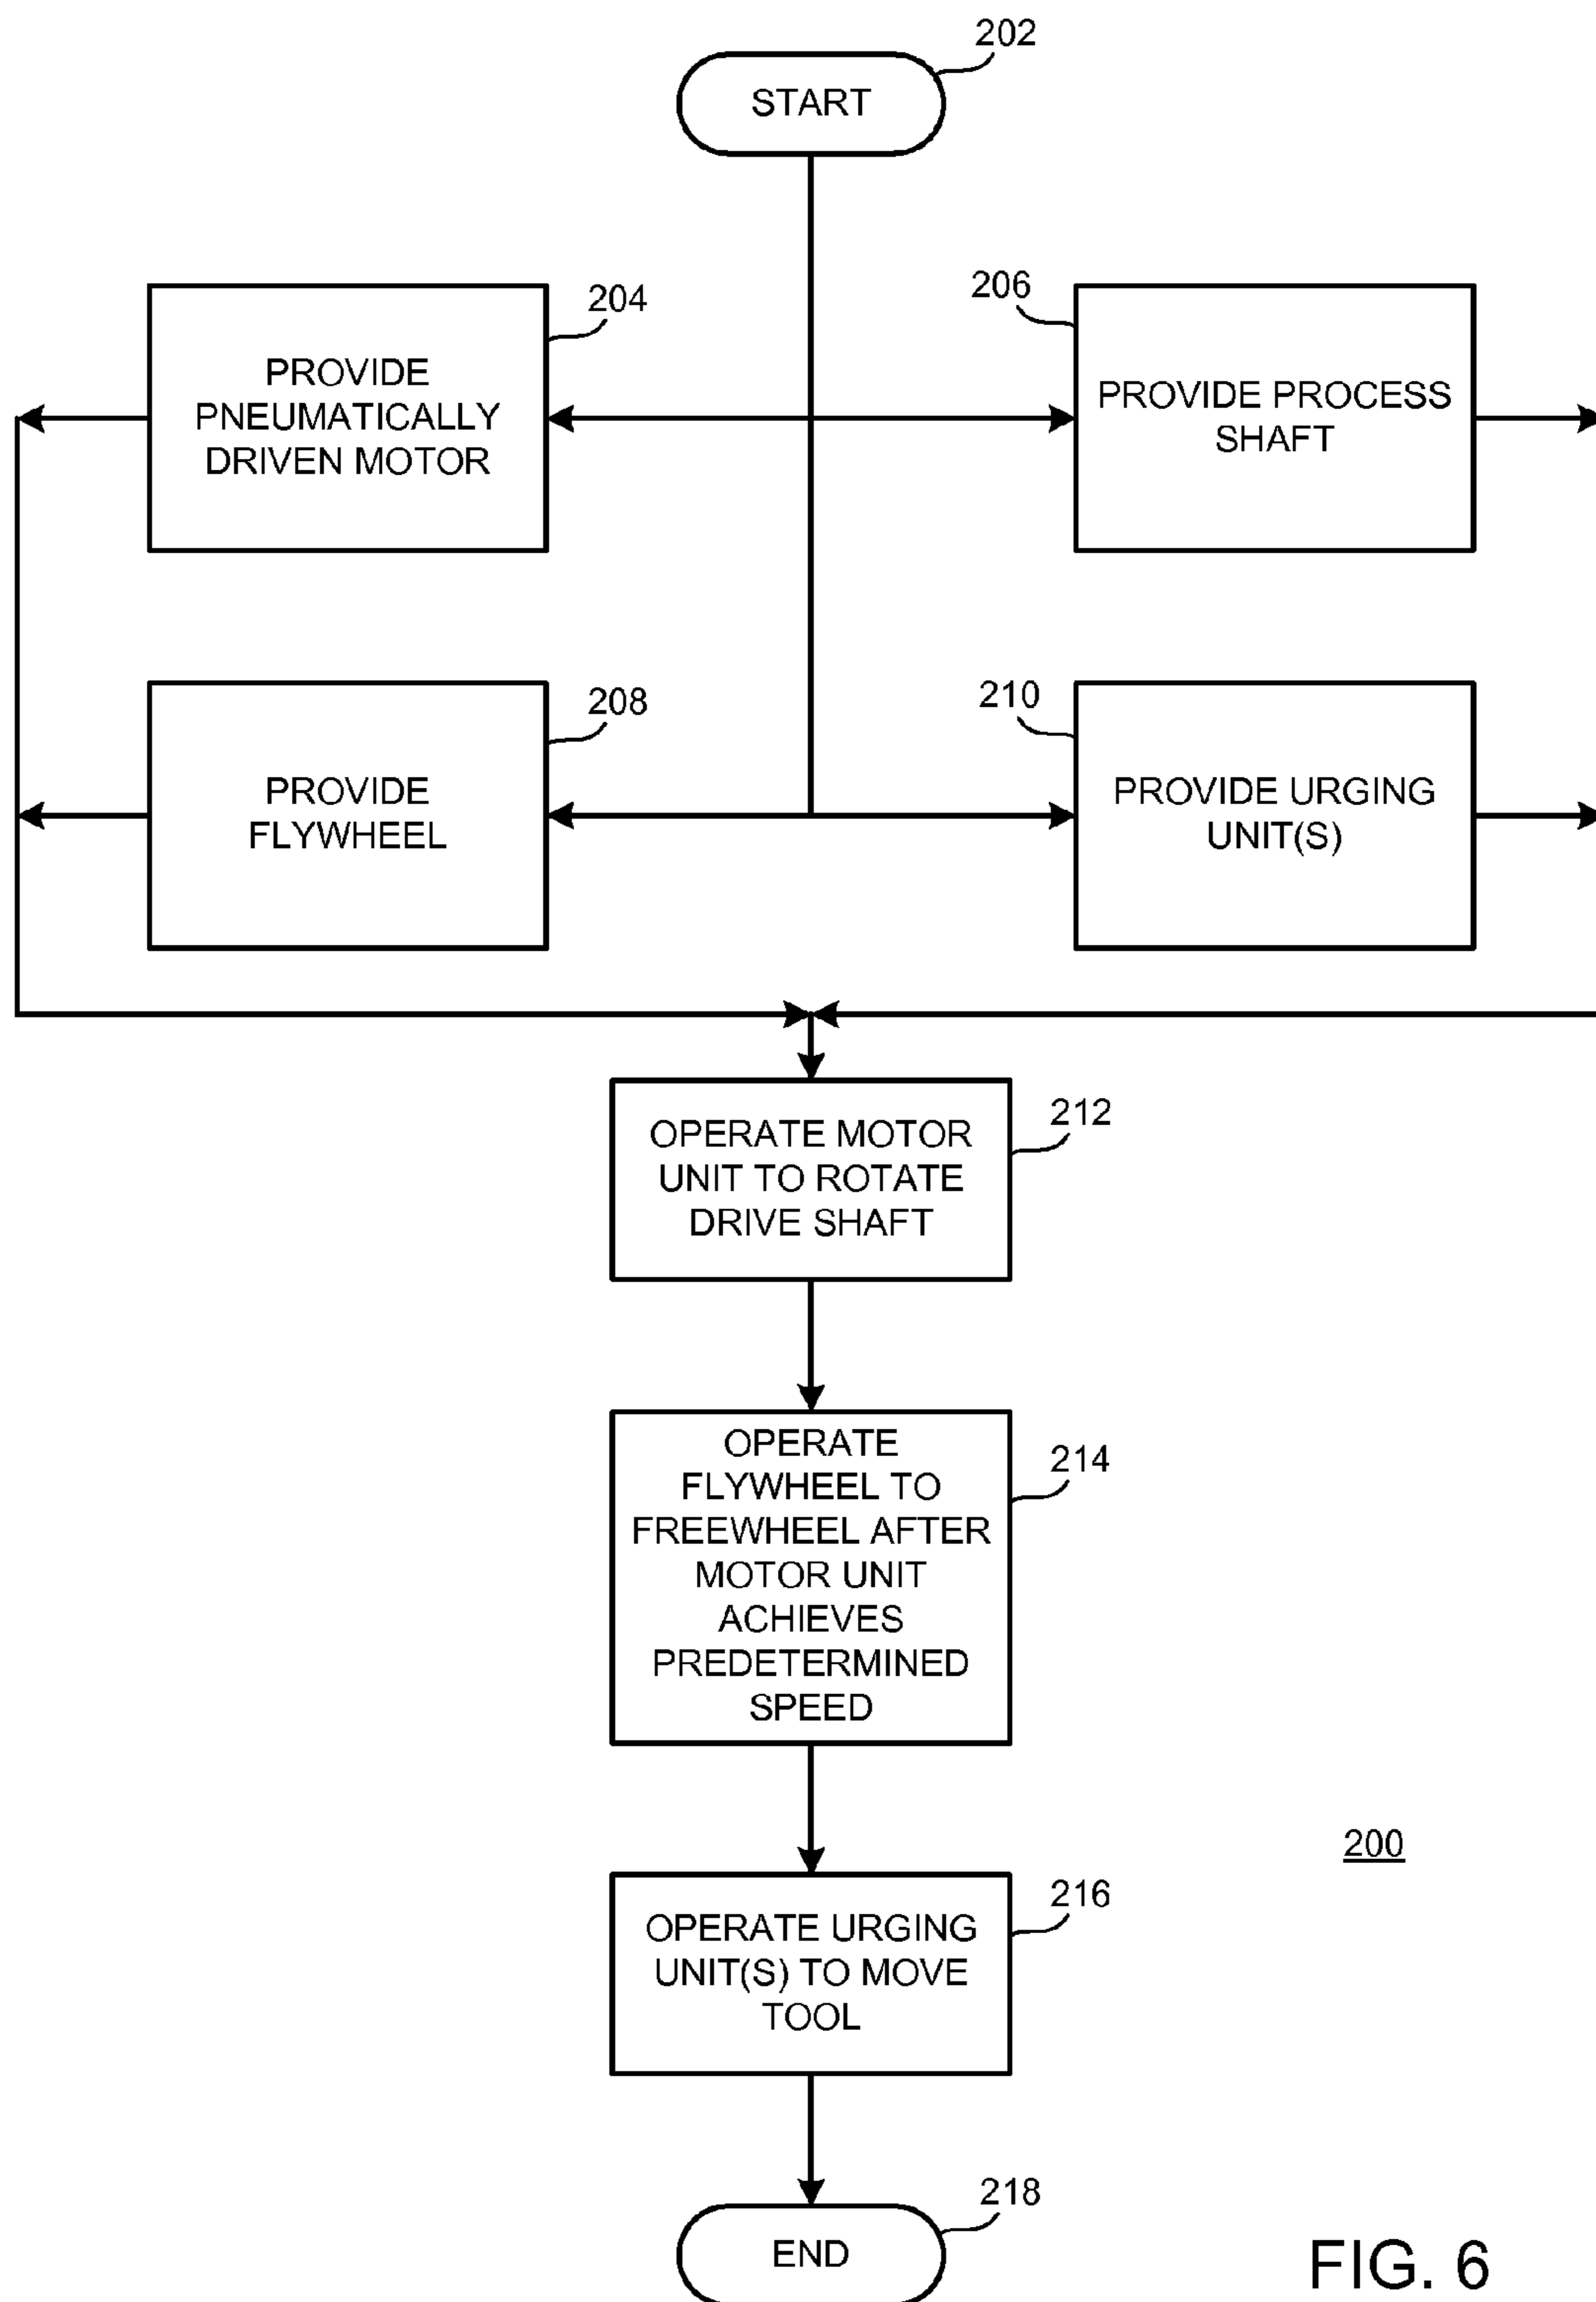 202
START
204
PROVIDE
PNEUMATICALLY
DRIVEN MOTOR
206
PROVIDE PROCESS
SHAFT
208
PROVIDE
FLYWHEEL
210
PROVIDE URGING
UNIT(S)
212
OPERATE MOTOR
UNIT TO ROTATE
DRIVE SHAFT
214
OPERATE
FLYWHEEL TO
FREEWHEEL AFTER
MOTOR UNIT
ACHIEVES
PREDETERMINED
SPEED
200
216
OPERATE URGING
UNIT(S) TO MOVE
TOOL
218
END
FIG. 6